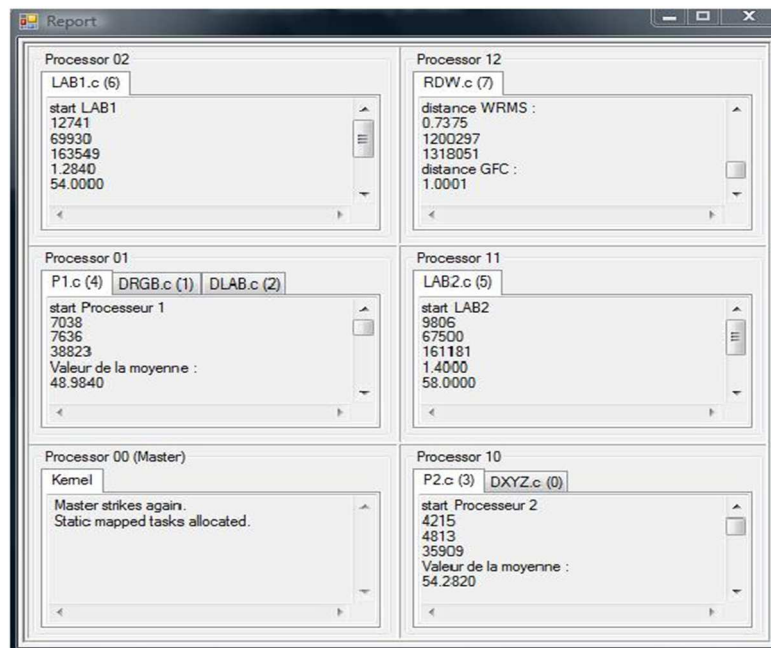 Report
Processor 02
LAB1.c (6)
start LAB1
12741
69930
163549
1.2840
54.0000
Processor 12
RDW.c (7)
distance WRMS :
0.7375
1200297
1318051
distance GFC :
1.0001
Processor 01
P1.c (4) DRGB.c (1) DLAB.c (2)
start Processeur 1
7038
7636
38823
Valeur de la moyenne :
48.9840
Processor 11
LAB2.c (5)
start LAB2
9806
67500
161181
1.4000
58.0000
Processor 00 (Master)
Kernel
Master strikes again.
Static mapped tasks allocated.
Processor 10
P2.c (3) DXYZ.c (0)
start Processeur 2
4215
4813
35909
Valeur de la moyenne :
54.2820